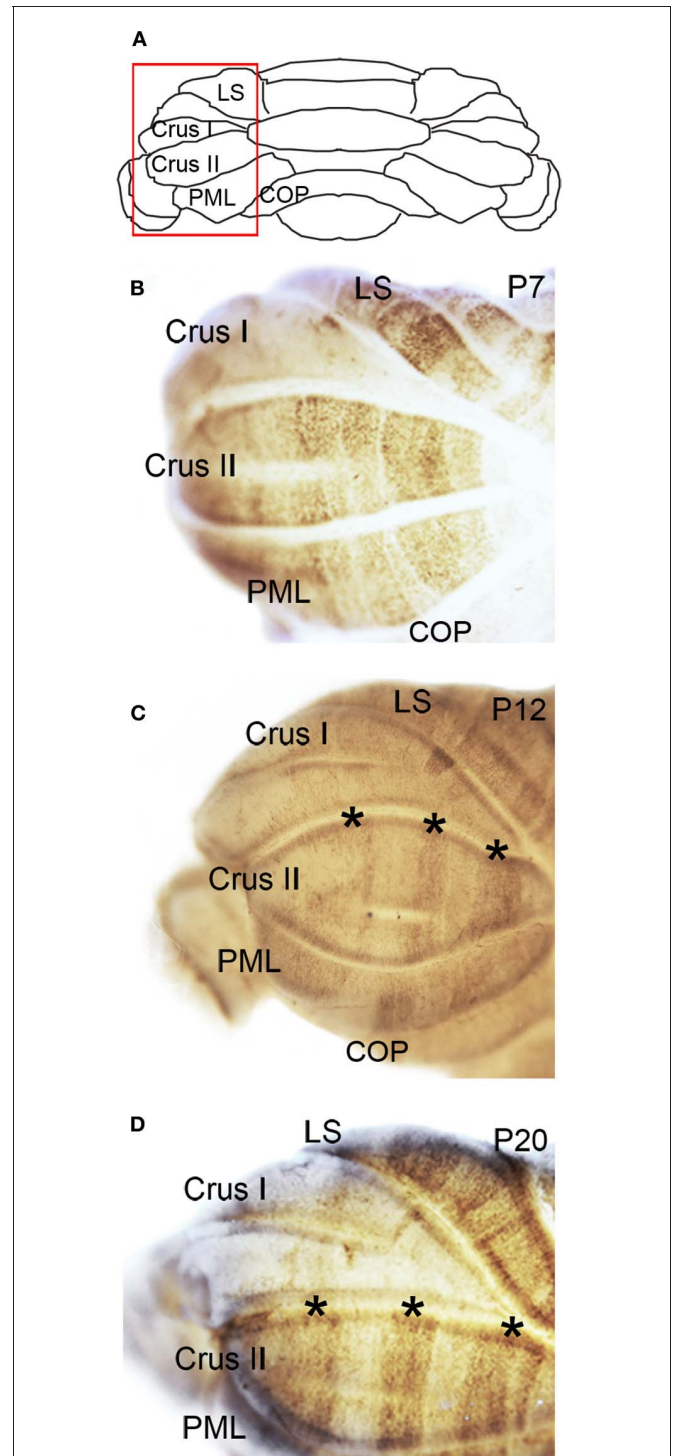 A
LS
Crus I
Crus II
PML COP
B
LS P7
Crus I
Crus II
PML
COP
C
LS P12
Crus I
* * *
Crus II
PML
COP
D
LS P20
Crus I
* * *
Crus II
PML